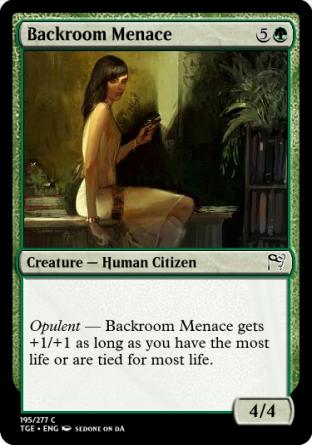 Backroom Menace 5
Creature — Human Citizen
Opulent — Backroom Menace gets
+1/+1 as long as you have the most
life or are tied for most life.
195/277 C
TGE • ENG SEDONE ON DA
4/4